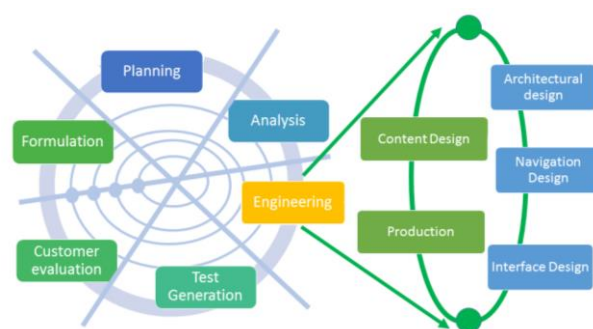 Planning
Analysis
Formulation
Engineering
Customer
evaluation
Test
Generation
Architectural
design
Content Design
Navigation
Design
Production
Interface Design